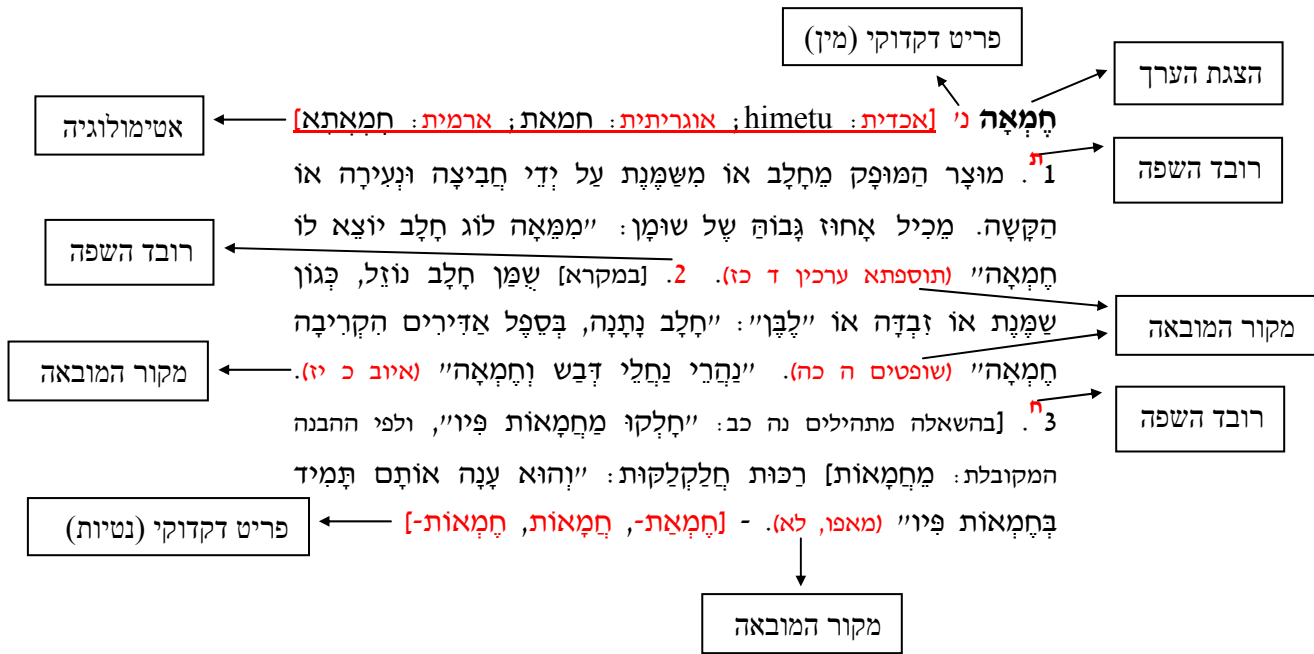 פריט דקדוקי (מין)
הצגת הערך
אטימולוגיה
חֶמְאָה נ' [אכדית: himetu; אוגריתית: חמאת; ארמית: חִמְאִתָא]
רובד השפה
1ת. מוּצָר הַמּוּפָק מֵחָלָב אוֹ מִשַּׁמֶּנֶת עַל יְדֵי חֲבִיצָה וּנְעִירָה אוֹ
הַקָּשָׁה. מֵכִיל אָחוּז גָּבוֹהַּ שֶׁל שׁוּמָן: "מִמֵּאָה לוֹג חָלָב יוֹצֵא לוֹ
רובד השפה
חֶמְאָה" (תוספתא ערכין ד כז). 2. [במקרא] שֻׁמַּן חָלָב נוֹזֵל, כְּגוֹן
שַׁמֶּנֶת אוֹ זִבְדָּה אוֹ "לֶבֶּן": "חָלָב נָתָנָה, בְּסֵפֶל אַדִּירִים הִקְרִיבָה
מקור המובאה
חֶמְאָה" (שופטים ה כה). "נַהֲרֵי נַחֲלֵי דְּבַשׁ וְחֶמְאָה" (איוב כ יז).
מקור המובאה
3ח. [בהשאלה מתהילים נה כב: "חָלְקוּ מַחֲמָאוֹת פִּיו", ולפי ההבנה
רובד השפה
המקובלת: מֵחֲמָאוֹת] רַכּוּת חֲלַקְלַקּוּת: "וְהוּא עָנָה אוֹתָם תָּמִיד
בְּחֶמְאוֹת פִּיו" (מאפו, לא). - [חֶמְאַת-, חֲמָאוֹת, חֶמְאוֹת-]
פריט דקדוקי (נטיות)
מקור המובאה